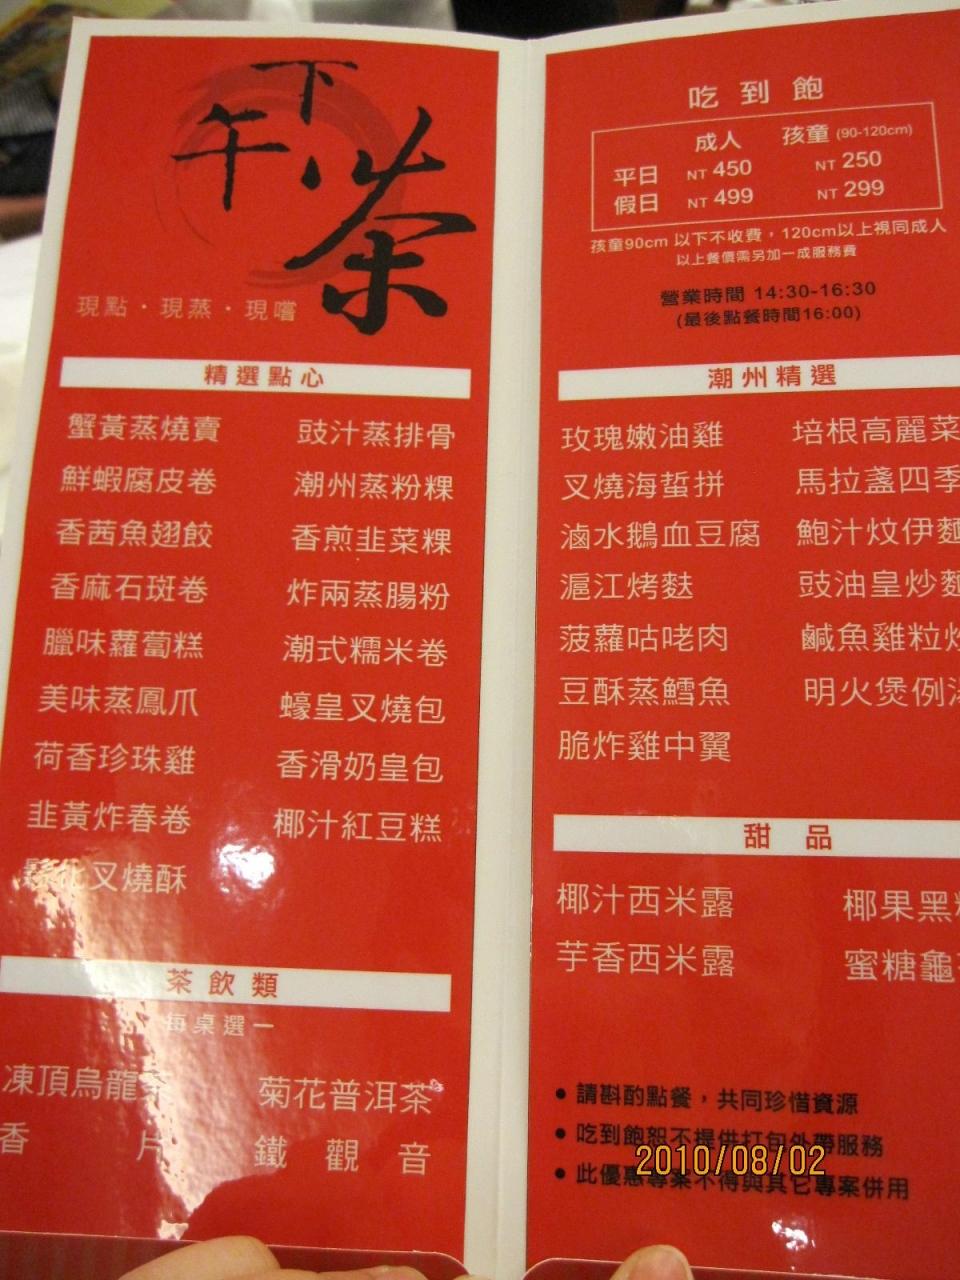 下午茶
現點・現蒸・現嚐
精選點心
蟹黃蒸燒賣 豉汁蒸排骨
鮮蝦腐皮卷 潮州蒸粉粿
香茜魚翅餃 香煎韭菜粿
香麻石斑卷 炸兩蒸腸粉
臘味蘿蔔糕 潮式糯米卷
美味蒸鳳爪 蠔皇叉燒包
荷香珍珠雞 香滑奶皇包
韭黃炸春卷 椰汁紅豆糕
鬆化叉燒酥
茶飲類
每桌選一
凍頂烏龍茶 菊花普洱茶
香片 鐵觀音
吃到飽
成人 孩童 (90-120cm)
平日 NT 450 NT 250
假日 NT 499 NT 299
孩童90cm 以下不收費，120cm以上視同成人
以上餐價需另加一成服務費
營業時間 14:30-16:30
(最後點餐時間16:00)
潮州精選
玫瑰嫩油雞 培根高麗菜
叉燒海蜇拼 馬拉盞四季
滷水鵝血豆腐 鮑汁炆伊麵
滬江烤麩 豉油皇炒麵
菠蘿咕咾肉 鹹魚雞粒炒
豆酥蒸鱈魚 明火煲例湯
脆炸雞中翼
甜品
椰汁西米露 椰果黑
芋香西米露 蜜糖龜
● 請斟酌點餐，共同珍惜資源
● 吃到飽恕不提供打包外帶服務
● 此優惠專案不得與其它專案併用
2010/08/02